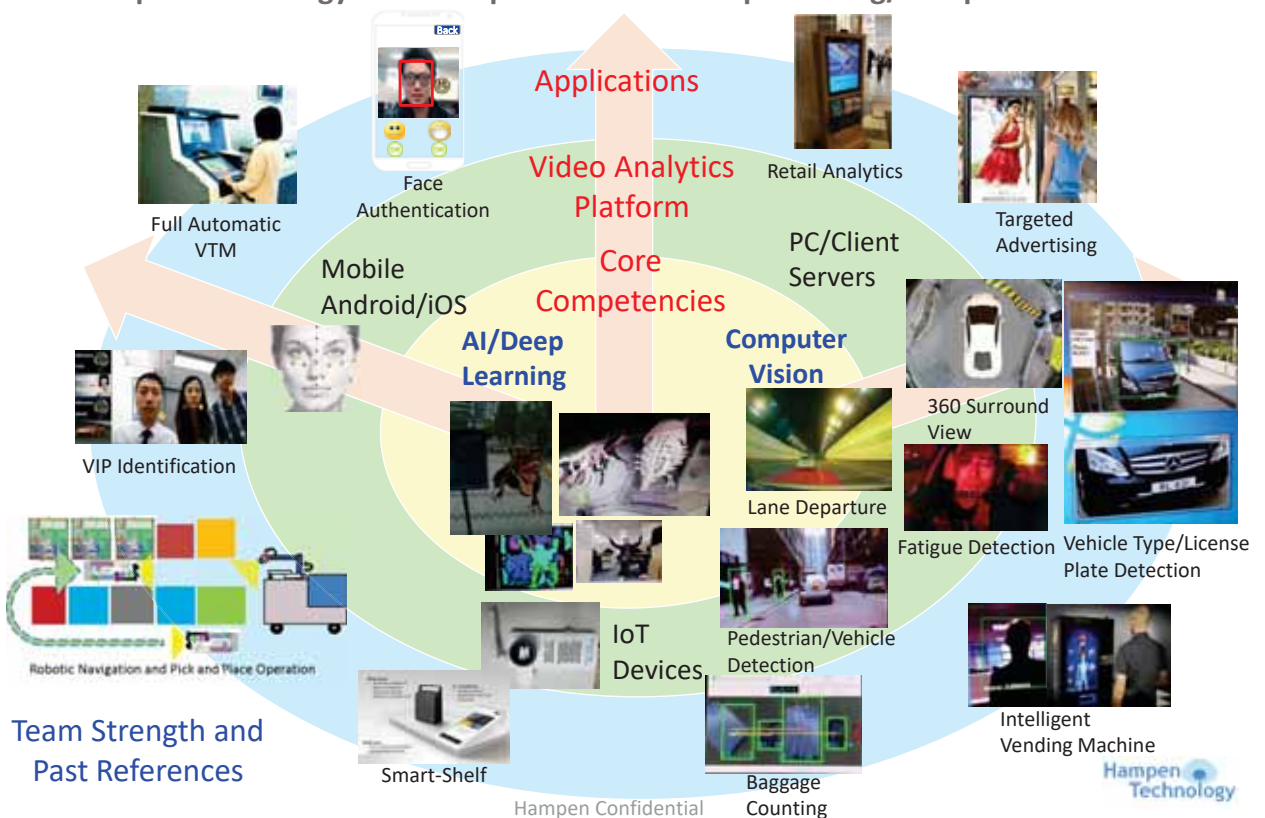 Back
Applications
Video Analytics
Platform
Core
Competencies
Retail Analytics
Face
Authentication
Full Automatic
VTM
Targeted
Advertising
Mobile
Android/iOS
PC/Client
Servers
AI/Deep
Learning
Computer
Vision
360 Surround
View
VIP Identification
Lane Departure
Fatigue Detection
Vehicle Type/License
Plate Detection
IoT
Devices
Pedestrian/Vehicle
Detection
Robotic Navigation and Pick and Place Operation
Team Strength and
Past References
Smart-Shelf
Baggage
Counting
Intelligent
Vending Machine
Hampen
Technology
Hampen Confidential